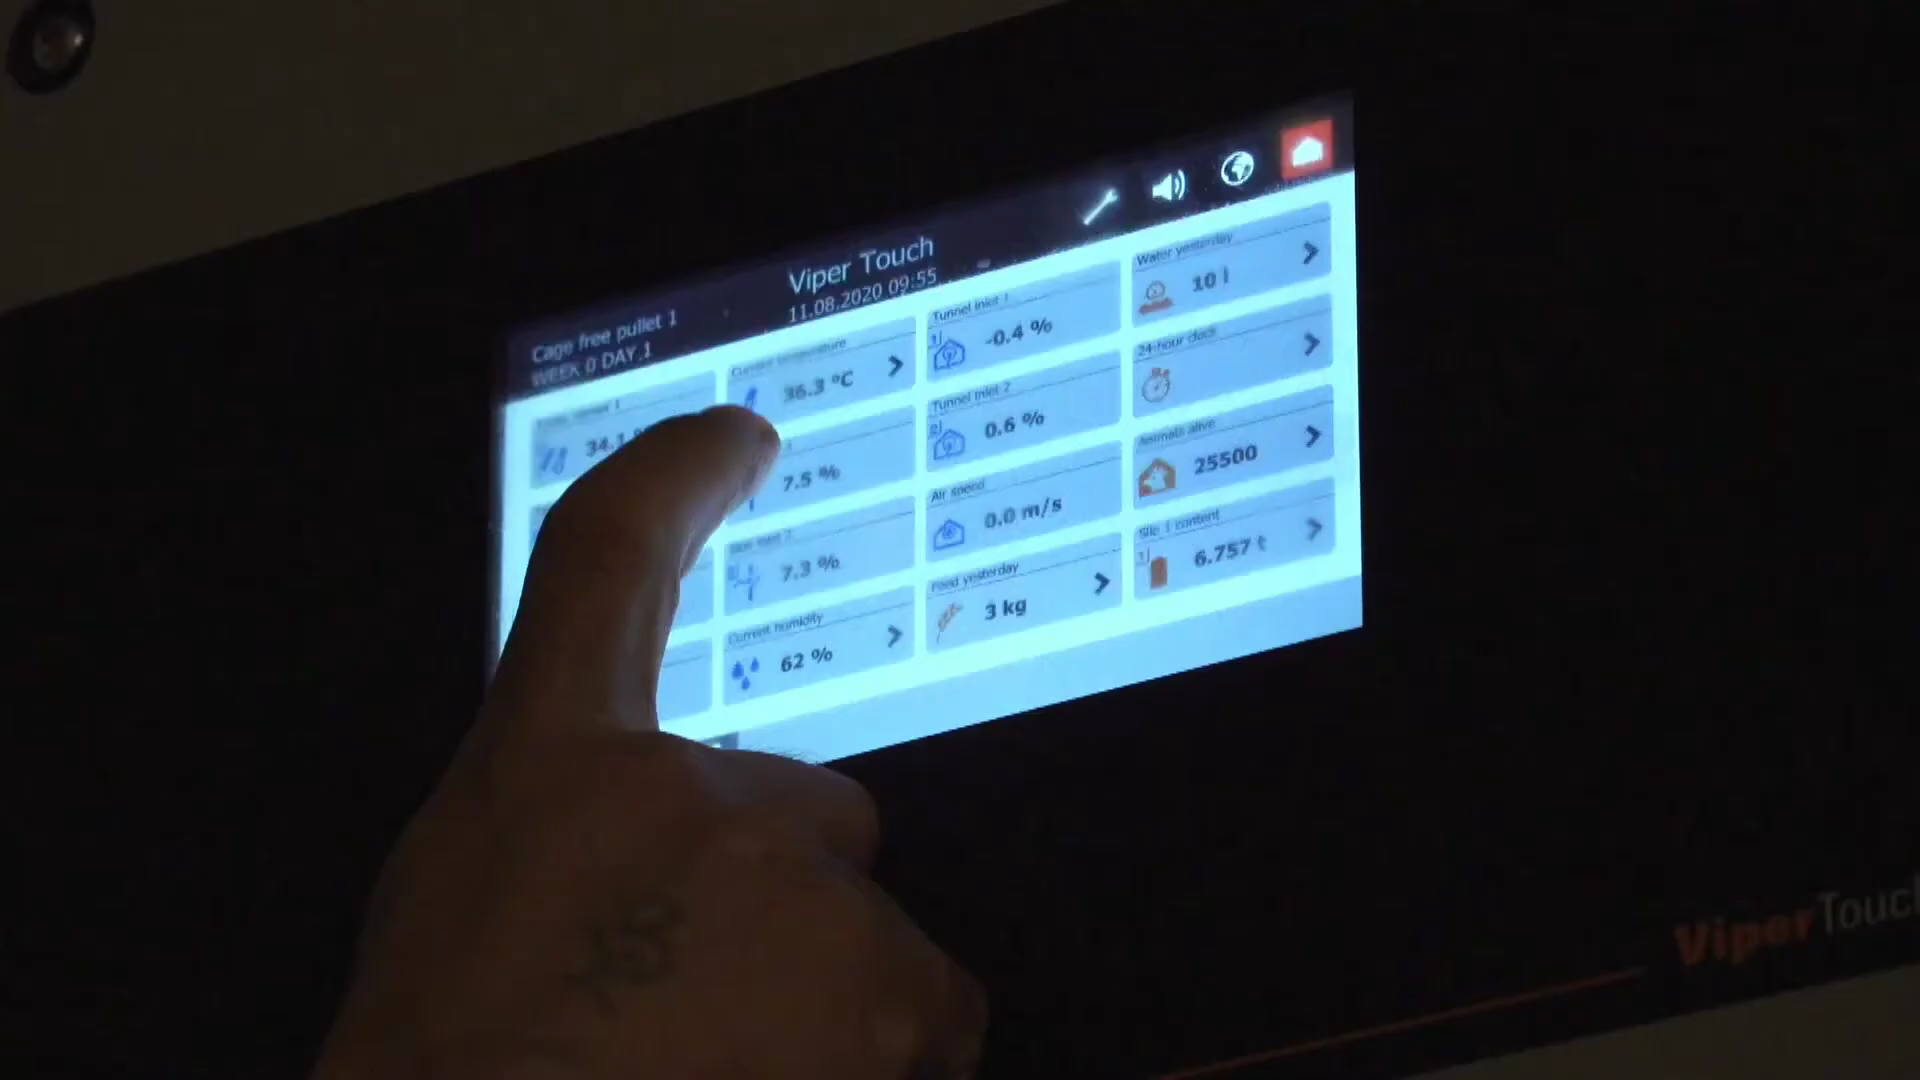 Viper Touch
11.08.2020 09:55
Cage free pullet 1
WEEK 0 DAY 1
34.1
Current temperature
36.3 °C
7.5 %
7.3 %
Current humidity
62 %
Tunnel inlet 1
-0.4 %
Tunnel inlet 2
0.6 %
Air speed
0.0 m/s
Feed yesterday
3 kg
Water yesterday
10 l
24-hour clock
Animals alive
25500
Silo 1 content
6.757 t
ViperTouch